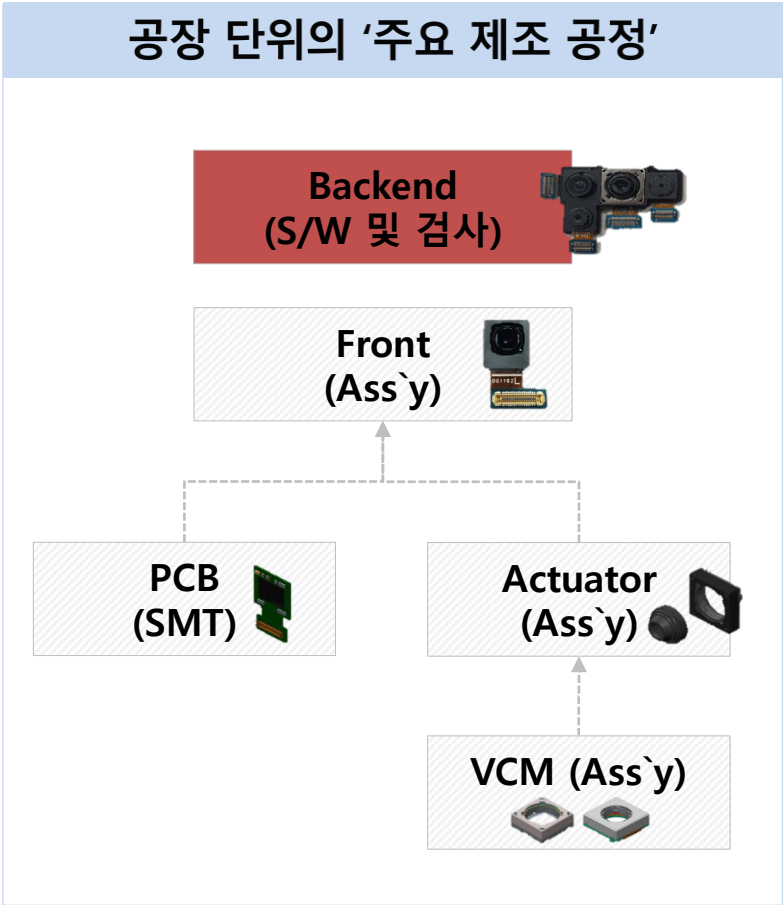 공장 단위의 ‘주요 제조 공정’
Backend
(S/W 및 검사)
Front
(Ass`y)
DG1182L
PCB
(SMT)
Actuator
(Ass`y)
VCM (Ass`y)